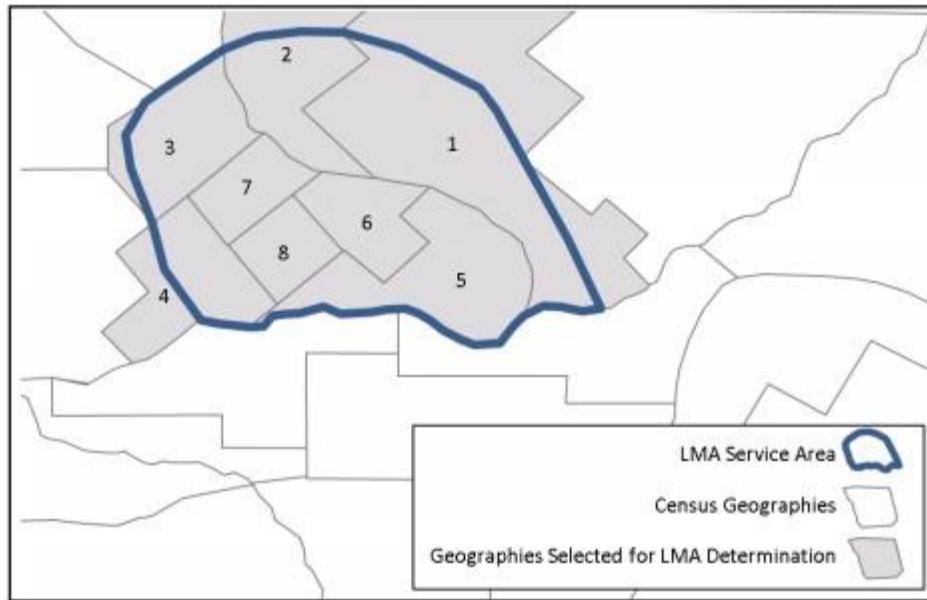 2
1
3
7
6
8
5
4
LMA Service Area
Census Geographies
Geographies Selected for LMA Determination